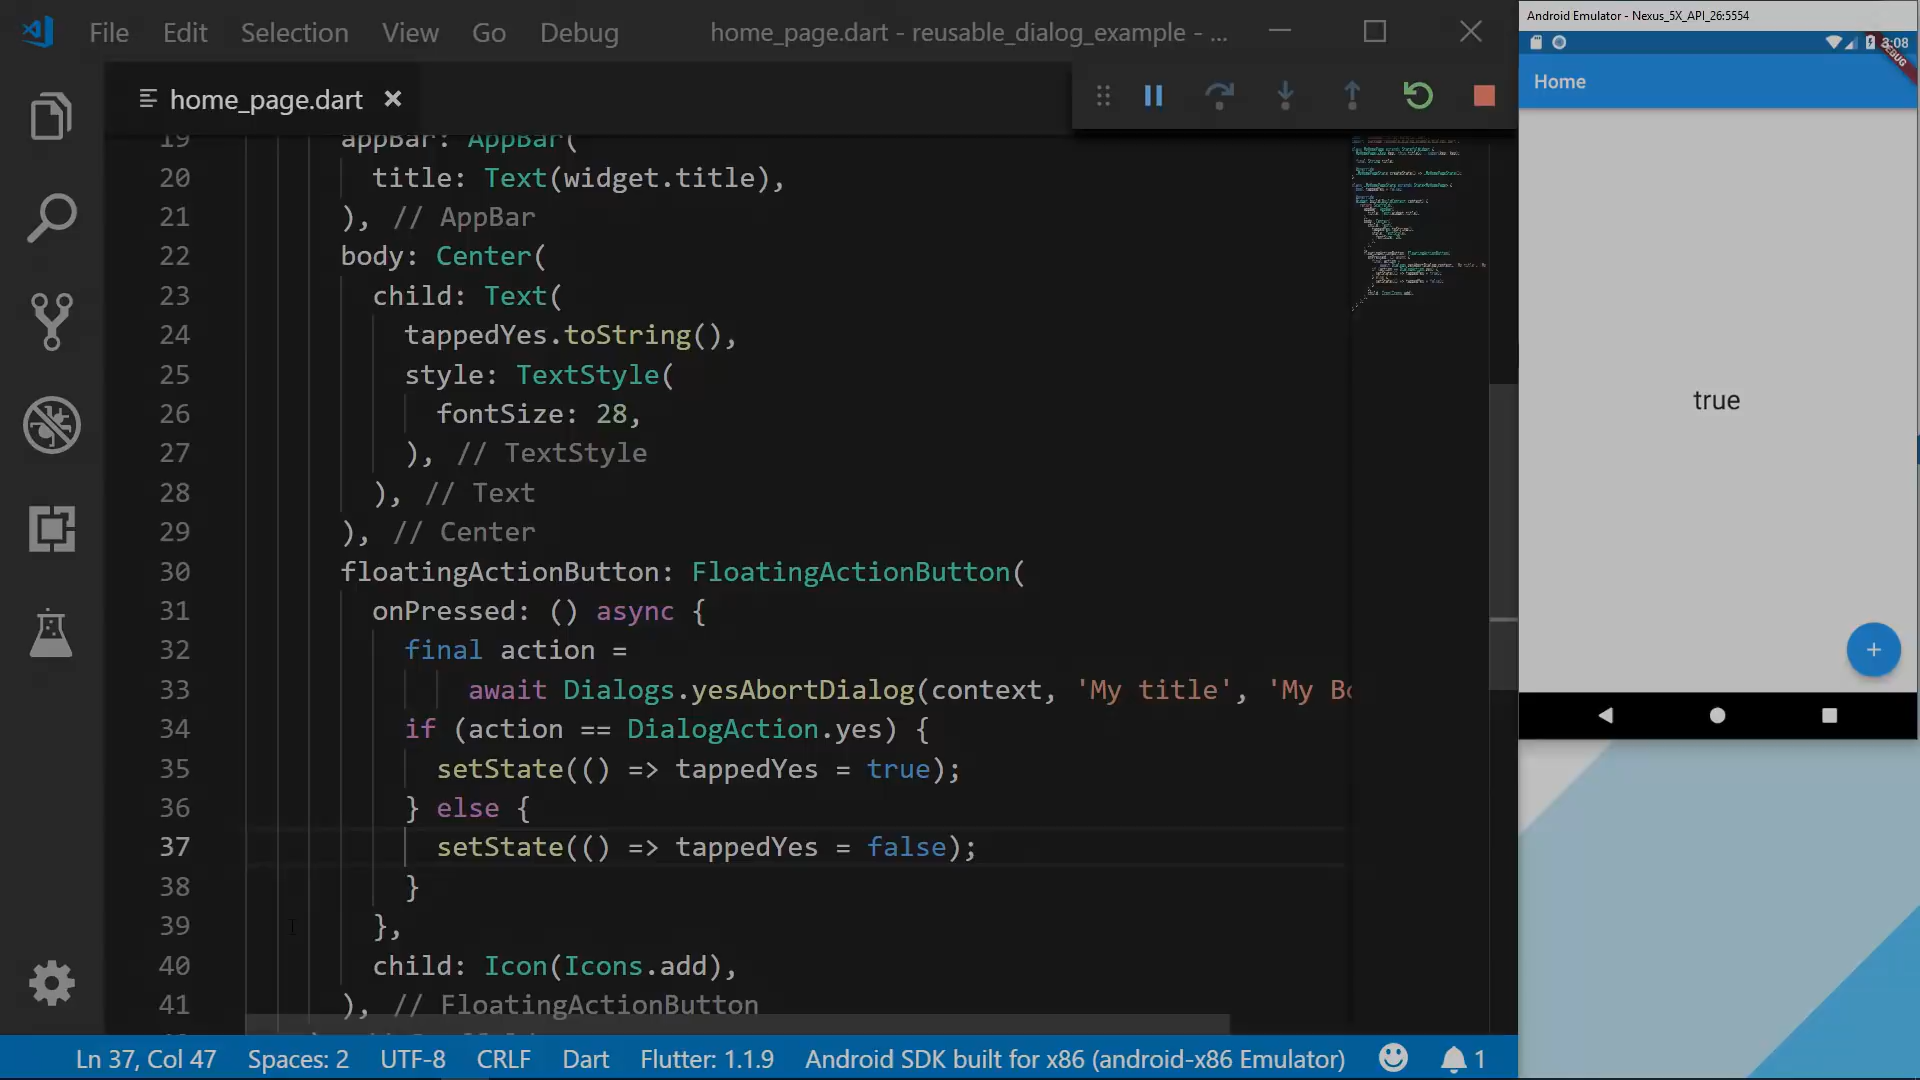 File Edit Selection View Go Debug home_page.dart - reusable_dialog_example - ...
Android Emulator - Nexus_5X_API_26:5554
3:08
DEBUG
Home
home_page.dart
19 appBar: AppBar(
20 title: Text(widget.title),
21 ), // AppBar
22 body: Center(
23 child: Text(
24 tappedYes.toString(),
25 style: TextStyle(
26 fontSize: 28,
27 ), // TextStyle
28 ), // Text
29 ), // Center
30 floatingActionButton: FloatingActionButton(
31 onPressed: () async {
32 final action =
33 await Dialogs.yesAbortDialog(context, 'My title', 'My Bo
34 if (action == DialogAction.yes) {
35 setState(() => tappedYes = true);
36 } else {
37 setState(() => tappedYes = false);
38 }
39 },
40 child: Icon(Icons.add),
41 ), // FloatingActionButton
true
Ln 37, Col 47 Spaces: 2 UTF-8 CRLF Dart Flutter: 1.1.9 Android SDK built for x86 (android-x86 Emulator) 1